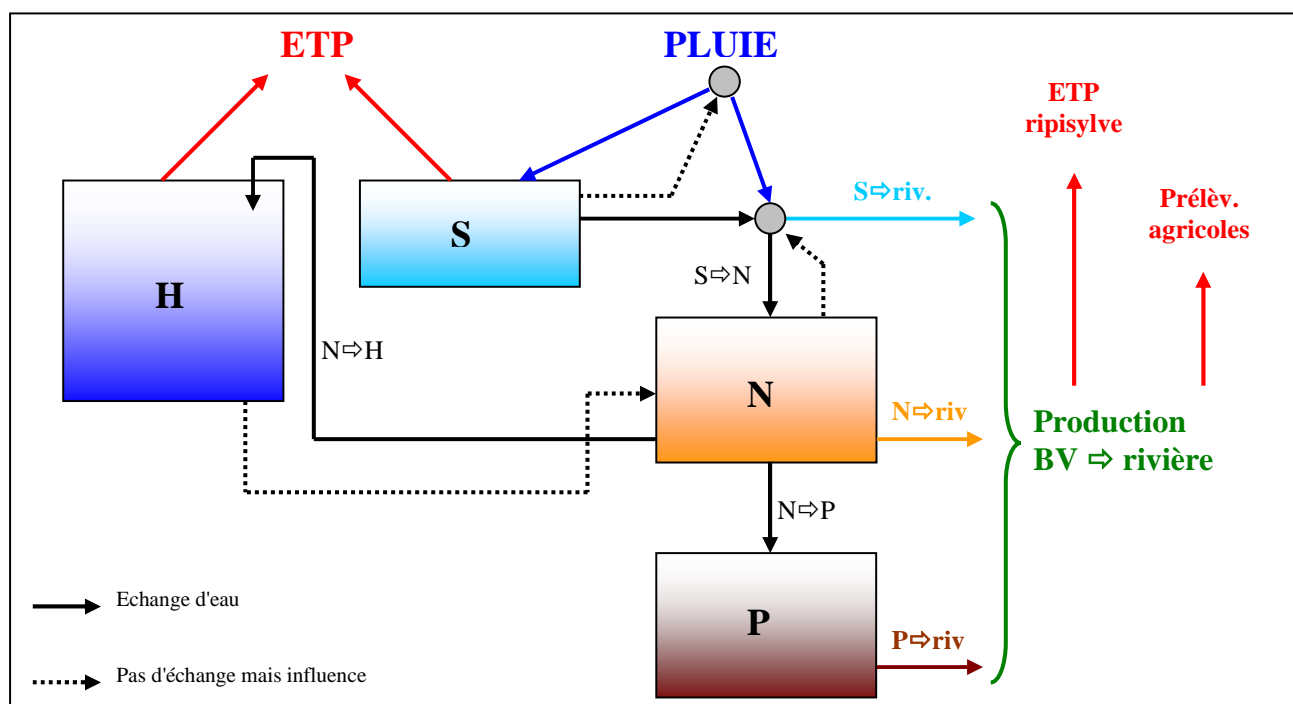 ETP
PLUIE
ETP
ripisylve
Prélèv.
agricoles
S⇨riv.
S
H
S⇨N
N⇨H
N
N⇨riv
Production
BV ⇨ rivière
N⇨P
P
P⇨riv
Echange d'eau
Pas d'échange mais influence